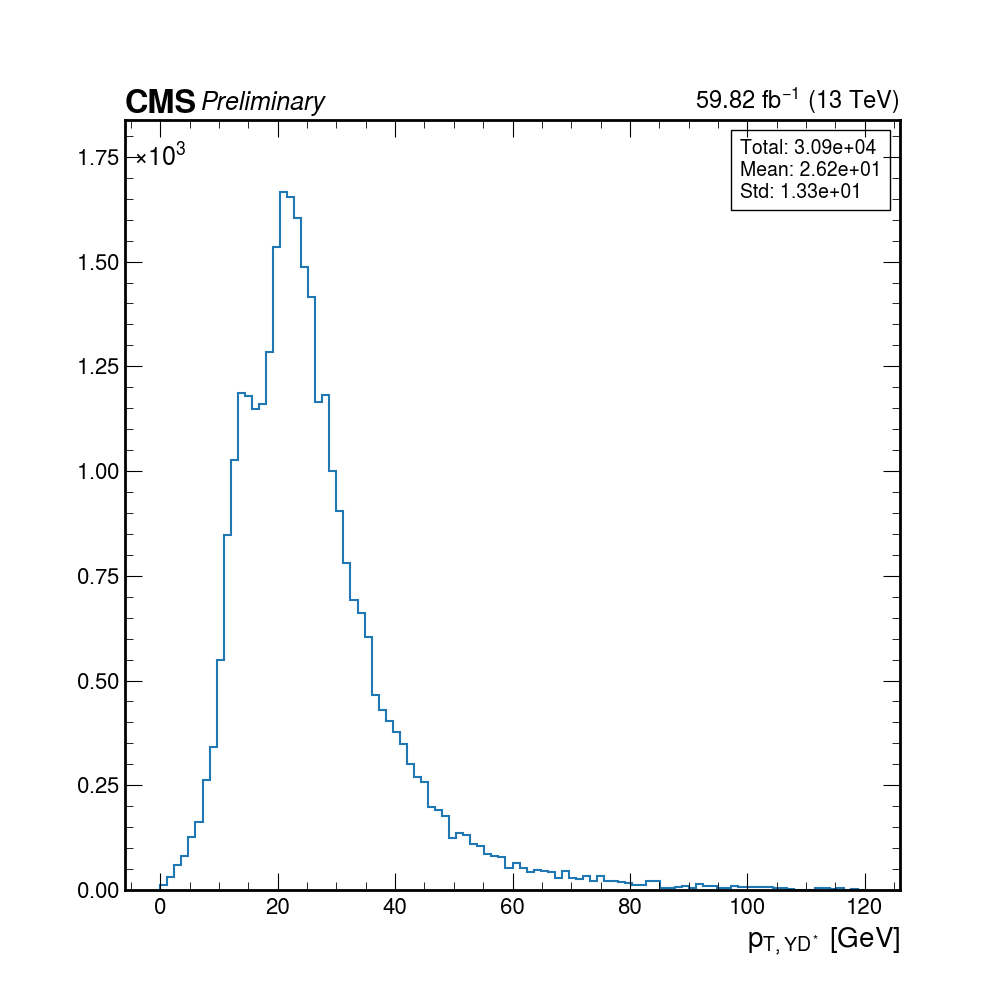 CMS Preliminary
59.82 fb⁻¹ (13 TeV)
×10³
Total: 3.09e+04
Mean: 2.62e+01
Std: 1.33e+01
1.75
1.50
1.25
1.00
0.75
0.50
0.25
0.00
0 20 40 60 80 100 120
p_{T, YD*} [GeV]